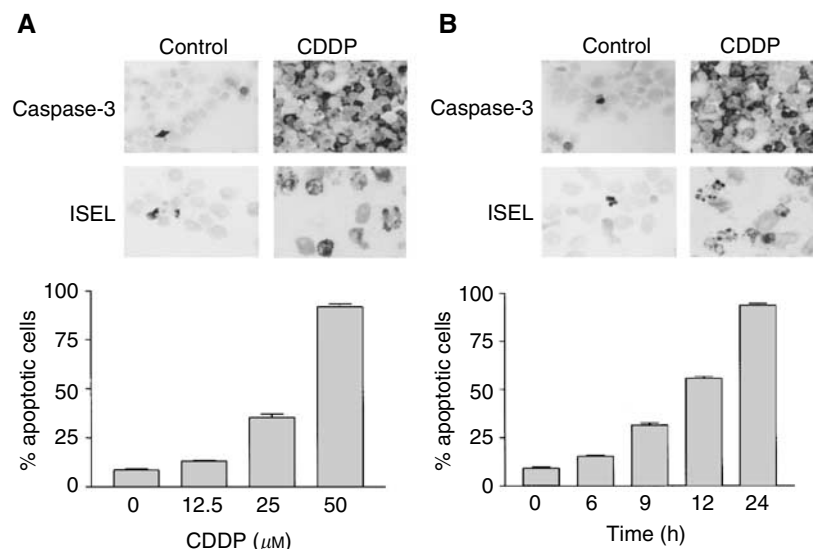 A
Control CDDP
Caspase-3
ISEL
% apoptotic cells
100
75
50
25
0
0 12.5 25 50
CDDP (μM)
B
Control CDDP
Caspase-3
ISEL
% apoptotic cells
100
75
50
25
0
0 6 9 12 24
Time (h)